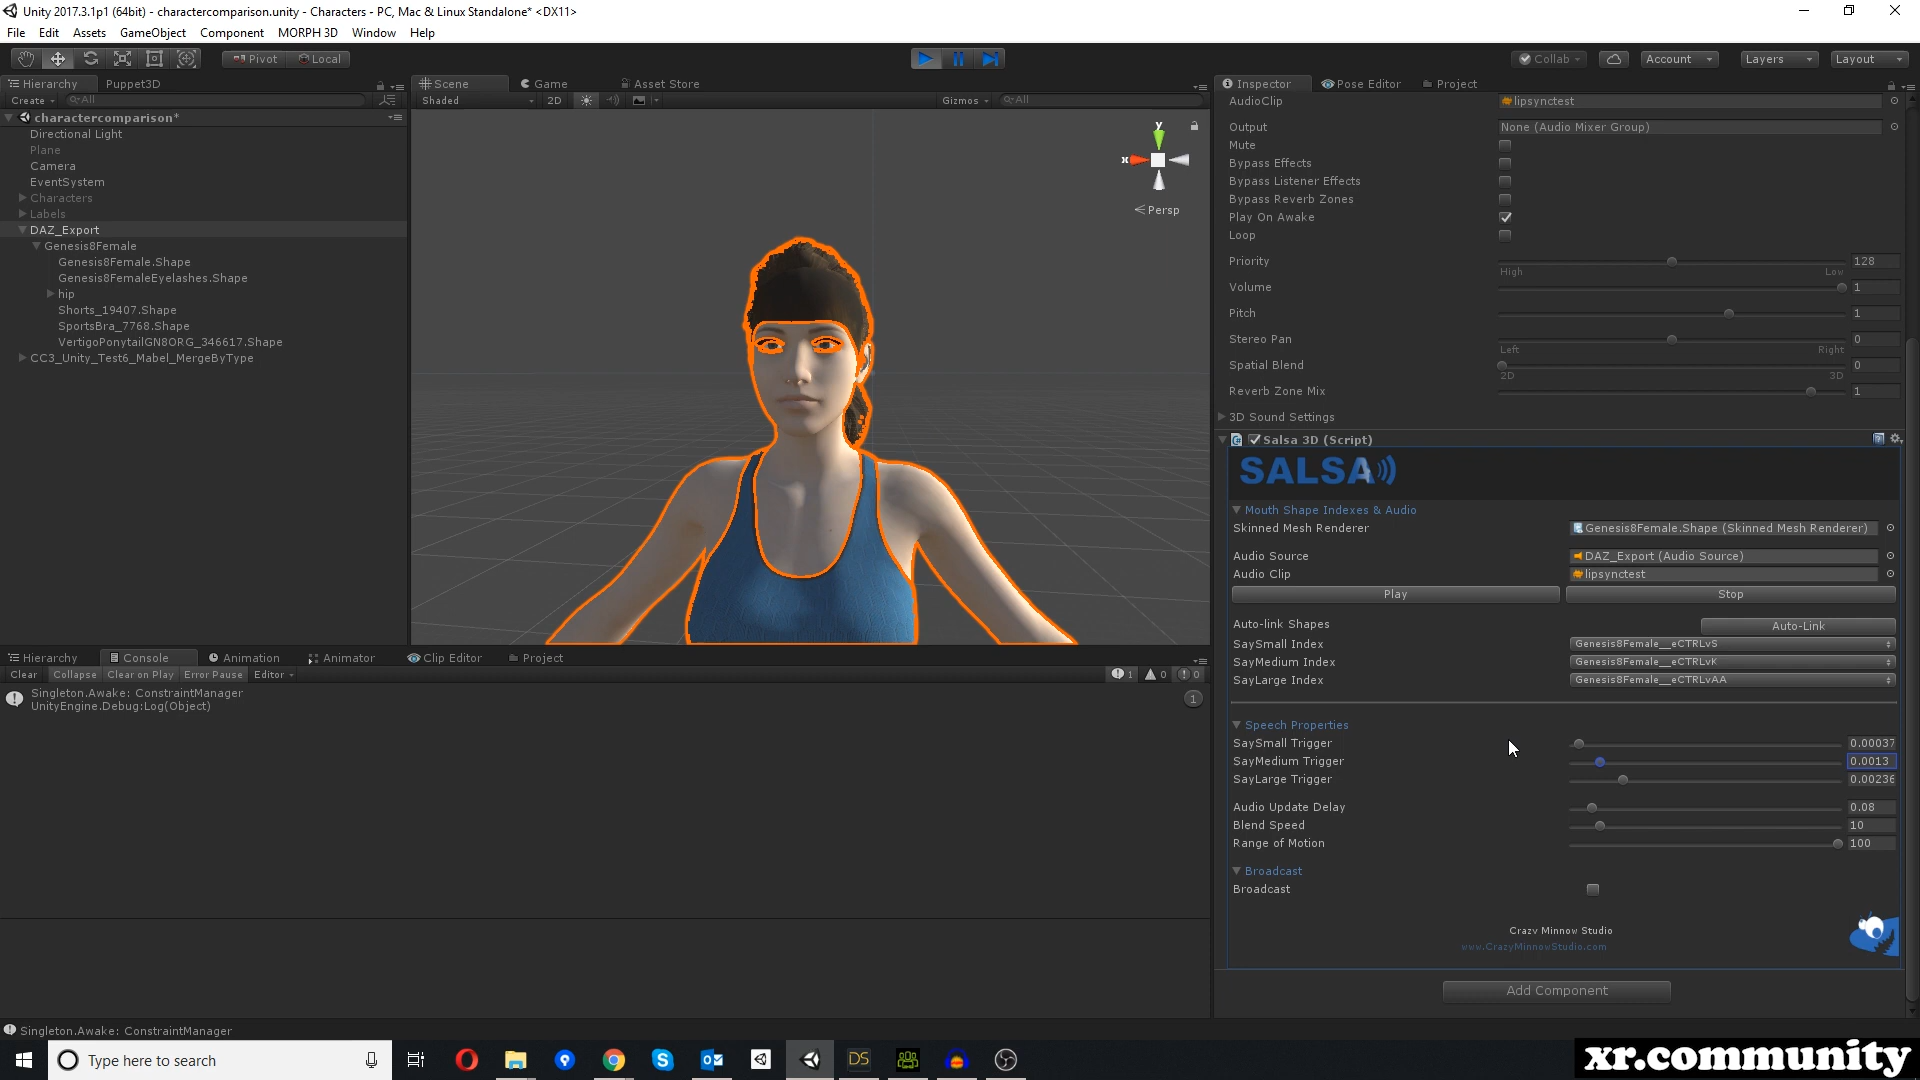 Unity 2017.3.1p1 (64bit) - charactercomparison.unity - Characters - PC, Mac & Linux Standalone* <DX11>
File Edit Assets GameObject Component MORPH 3D Window Help
Pivot Local Collab Account Layers Layout
Hierarchy Puppet3D
Create All
charactercomparison*
Directional Light
Plane
Camera
EventSystem
Characters
Labels
DAZ_Export
Genesis8Female
Genesis8Female.Shape
Genesis8FemaleEyelashes.Shape
hip
Shorts_19407.Shape
SportsBra_7768.Shape
VertigoPonytailGN8ORG_346617.Shape
CC3_Unity_Test6_Mabel_MergeByType
Scene Game Asset Store
Shaded 2D Gizmos All
y
x
Persp
Hierarchy Console Animation Animator Clip Editor Project
Clear Collapse Clear on Play Error Pause Editor 1 0 0
Singleton.Awake: ConstraintManager
UnityEngine.Debug:Log(Object)
1
Inspector Pose Editor Project
AudioClip lipsynctest
Output None (Audio Mixer Group)
Mute
Bypass Effects
Bypass Listener Effects
Bypass Reverb Zones
Play On Awake
Loop
Priority 128
High Low
Volume 1
Pitch 1
Stereo Pan 0
Left Right
Spatial Blend 0
2D 3D
Reverb Zone Mix 1
3D Sound Settings
Salsa 3D (Script)
SALSA
Mouth Shape Indexes & Audio
Skinned Mesh Renderer Genesis8Female.Shape (Skinned Mesh Renderer)
Audio Source DAZ_Export (Audio Source)
Audio Clip lipsynctest
Play Stop
Auto-link Shapes Auto-Link
SaySmall Index Genesis8Female__eCTRLvS
SayMedium Index Genesis8Female__eCTRLvK
SayLarge Index Genesis8Female__eCTRLvAA
Speech Properties
SaySmall Trigger 0.00037
SayMedium Trigger 0.0013
SayLarge Trigger 0.00236
Audio Update Delay 0.08
Blend Speed 10
Range of Motion 100
Broadcast
Broadcast
Crazy Minnow Studio
www.CrazyMinnowStudio.com
Add Component
Singleton.Awake: ConstraintManager
Type here to search
DS
xr.community